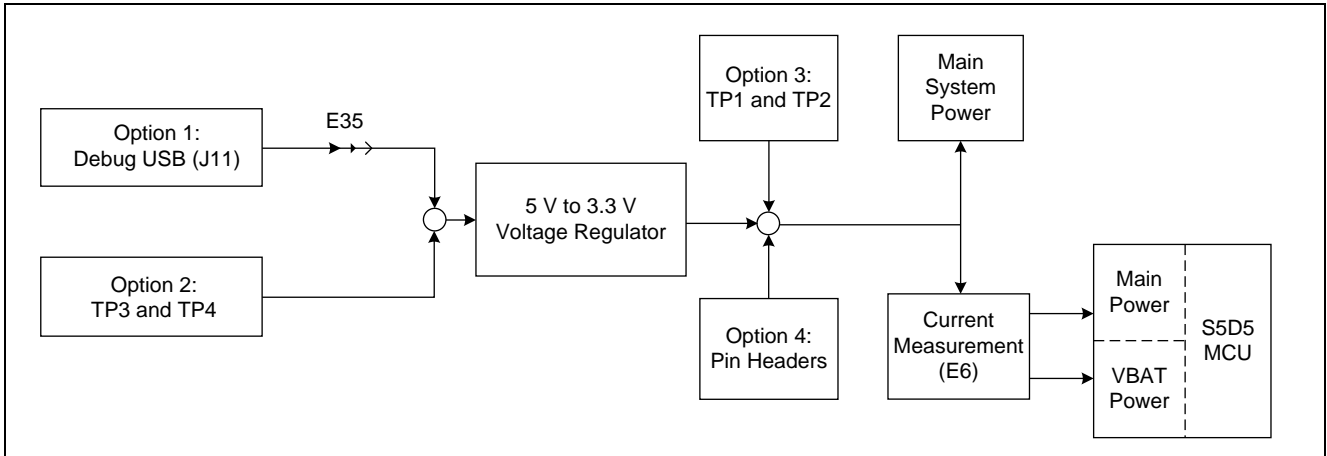 Option 1:
Debug USB (J11)
E35
Option 2:
TP3 and TP4
5 V to 3.3 V
Voltage Regulator
Option 3:
TP1 and TP2
Option 4:
Pin Headers
Main
System
Power
Current
Measurement
(E6)
Main
Power
VBAT
Power
S5D5
MCU